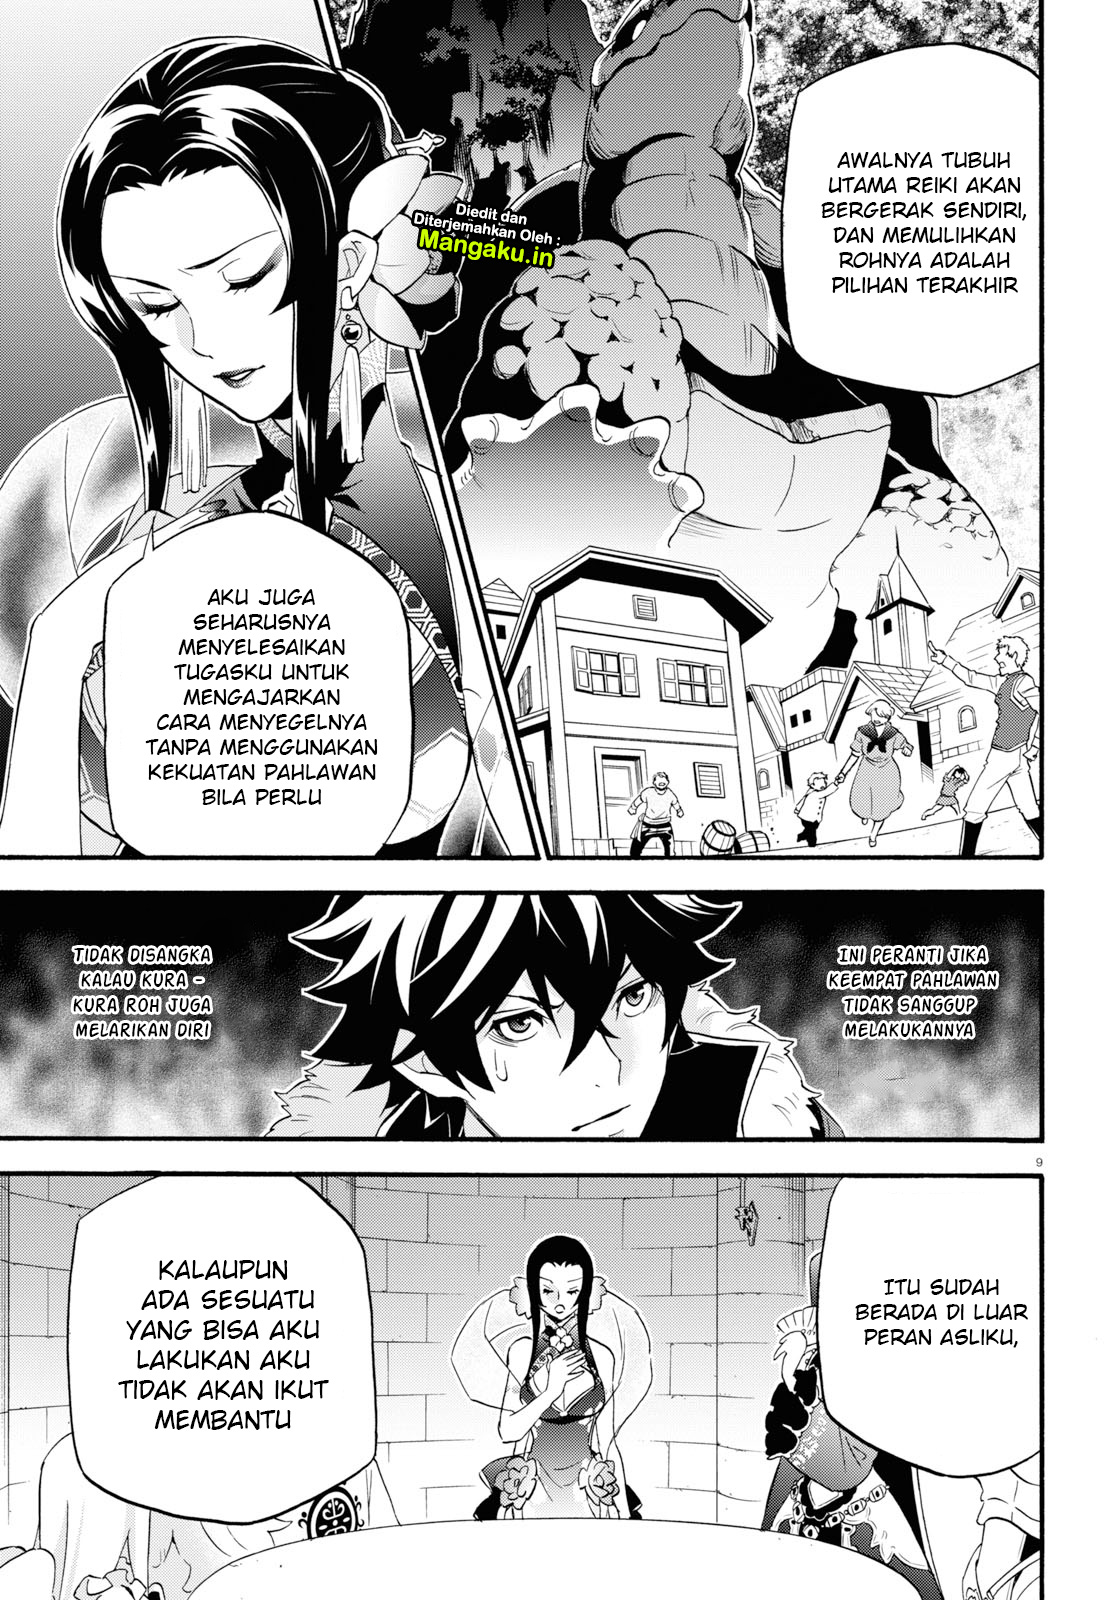 AWALNYA TUBUH
UTAMA REIKI AKAN
BERGERAK SENDIRI,
DAN MEMULIHKAN
ROHNYA ADALAH
PILIHAN TERAKHIR
Diedit dan
Diterjemahkan Oleh :
Mangaku.in
AKU JUGA
SEHARUSNYA
MENYELESAIKAN
TUGASKU UNTUK
MENGAJARKAN
CARA MENYEGELNYA
TANPA MENGGUNAKAN
KEKUATAN PAHLAWAN
BILA PERLU
INI PERANTI JIKA
KEEMPAT PAHLAWAN
TIDAK SANGGUP
MELAKUKANNYA
TIDAK DISANGKA
KALAU KURA -
KURA ROH JUGA
MELARIKAN DIRI
9
ITU SUDAH
BERADA DI LUAR
PERAN ASLIKU,
KALAUPUN
ADA SESUATU
YANG BISA AKU
LAKUKAN AKU
TIDAK AKAN IKUT
MEMBANTU